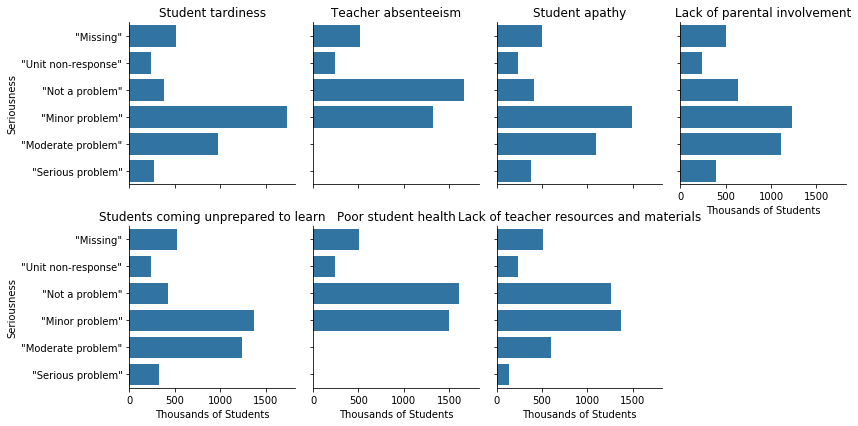 Student tardiness
Teacher absenteeism
Student apathy
Lack of parental involvement
Seriousness
"Missing"
"Unit non-response"
"Not a problem"
"Minor problem"
"Moderate problem"
"Serious problem"
0 500 1000 1500
Thousands of Students
Students coming unprepared to learn
Poor student health
Lack of teacher resources and materials
Seriousness
"Missing"
"Unit non-response"
"Not a problem"
"Minor problem"
"Moderate problem"
"Serious problem"
0 500 1000 1500
Thousands of Students
0 500 1000 1500
Thousands of Students
0 500 1000 1500
Thousands of Students